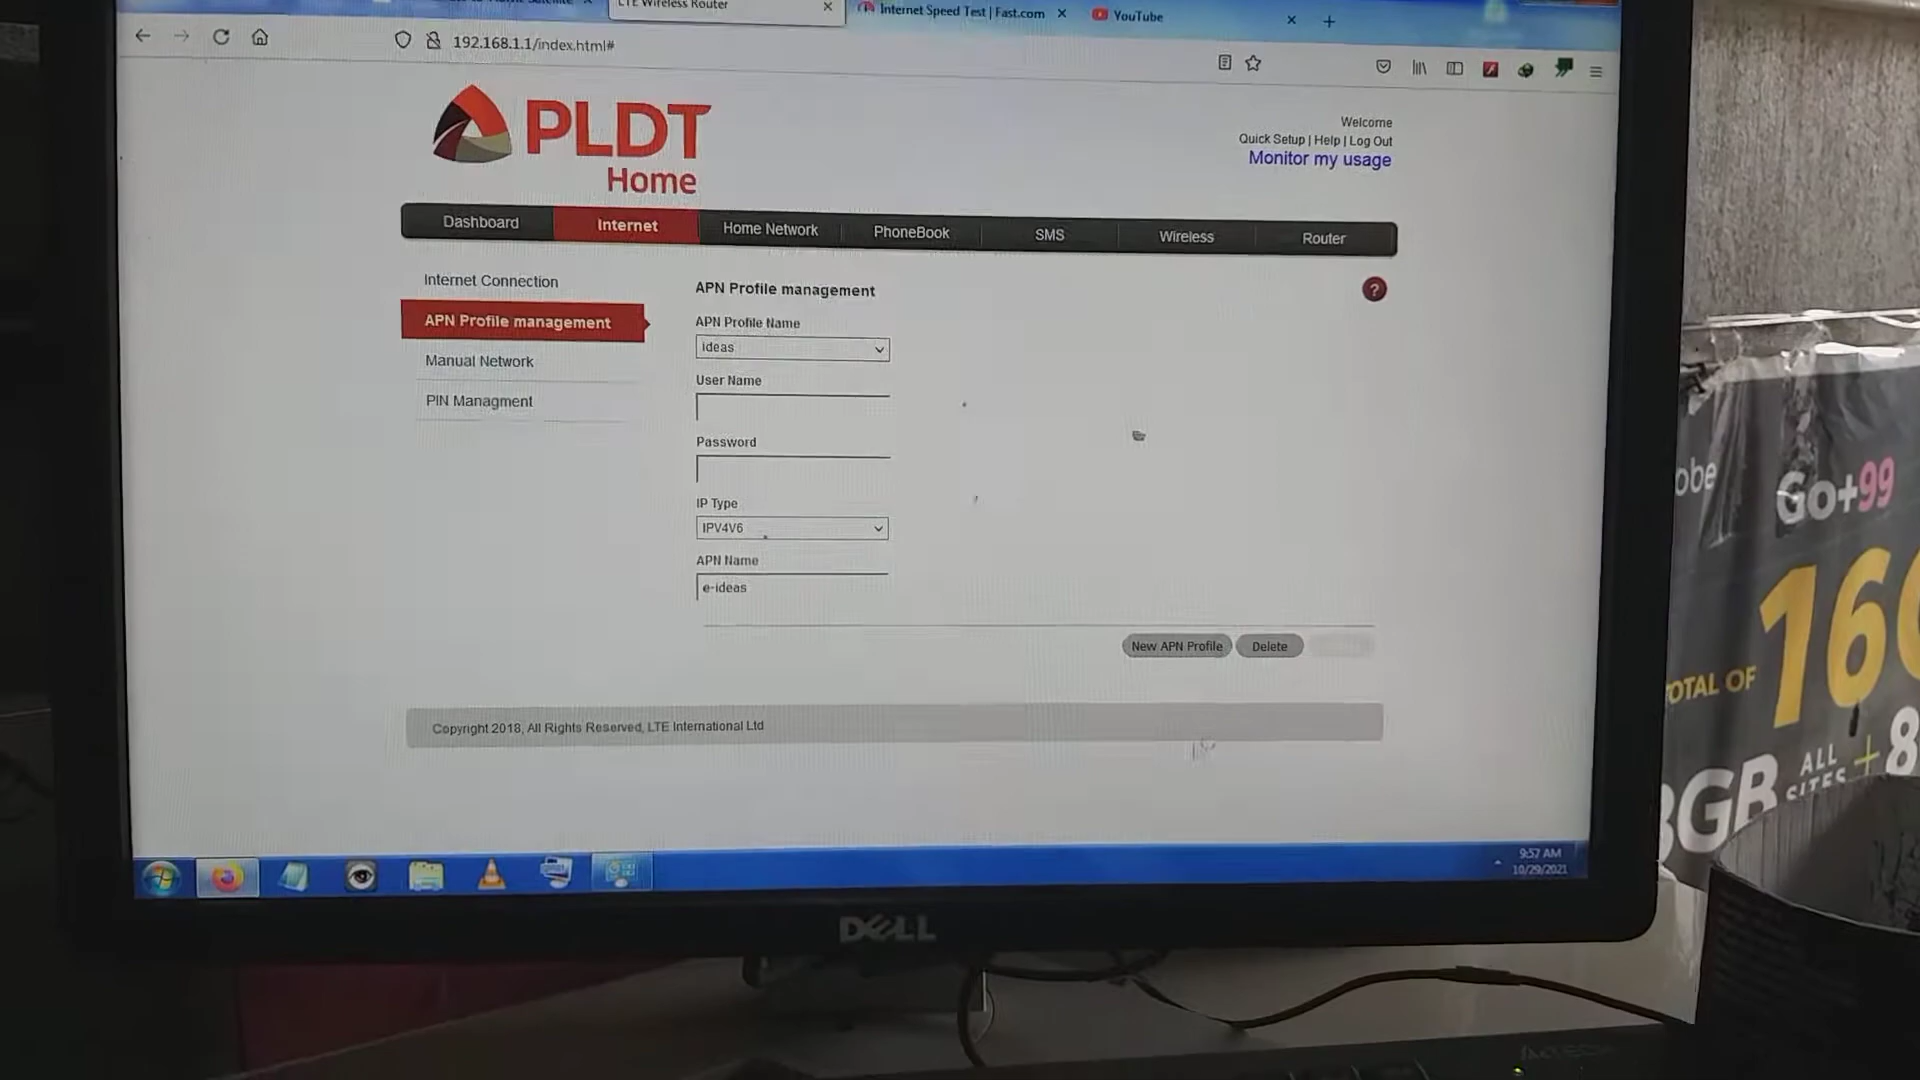 LTE Wireless Router
Internet Speed Test | Fast.com
YouTube
192.168.1.1/index.html#
PLDT
Home
Welcome
Quick Setup | Help | Log Out
Monitor my usage
Dashboard
Internet
Home Network
PhoneBook
SMS
Wireless
Router
Internet Connection
APN Profile management
Manual Network
PIN Managment
APN Profile management
?
APN Profile Name
ideas
User Name
Password
IP Type
IPV4V6
APN Name
e-ideas
New APN Profile
Delete
Copyright 2018, All Rights Reserved, LTE International Ltd
9:57 AM
10/29/2021
DELL
obe
Go+99
160
TOTAL OF
8GB ALL SITES + 8